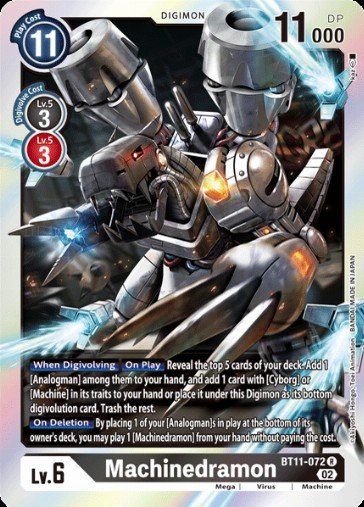 Play Cost
11
DIGIMON
11000
DP
Digivolve Cost
Lv.5
3
Lv.5
3
When Digivolving On Play Reveal the top 5 cards of your deck. Add 1
[Analogman] among them to your hand, and add 1 card with [Cyborg] or
[Machine] in its traits to your hand or place it under this Digimon as its bottom
digivolution card. Trash the rest.
On Deletion By placing 1 of your [Analogman]s in play at the bottom of its
owner's deck, you may play 1 [Machinedramon] from your hand without paying the cost.
Lv.6
Machinedramon
BT11-072 R
02
Mega Virus Machine
BANDAI MADE IN JAPAN